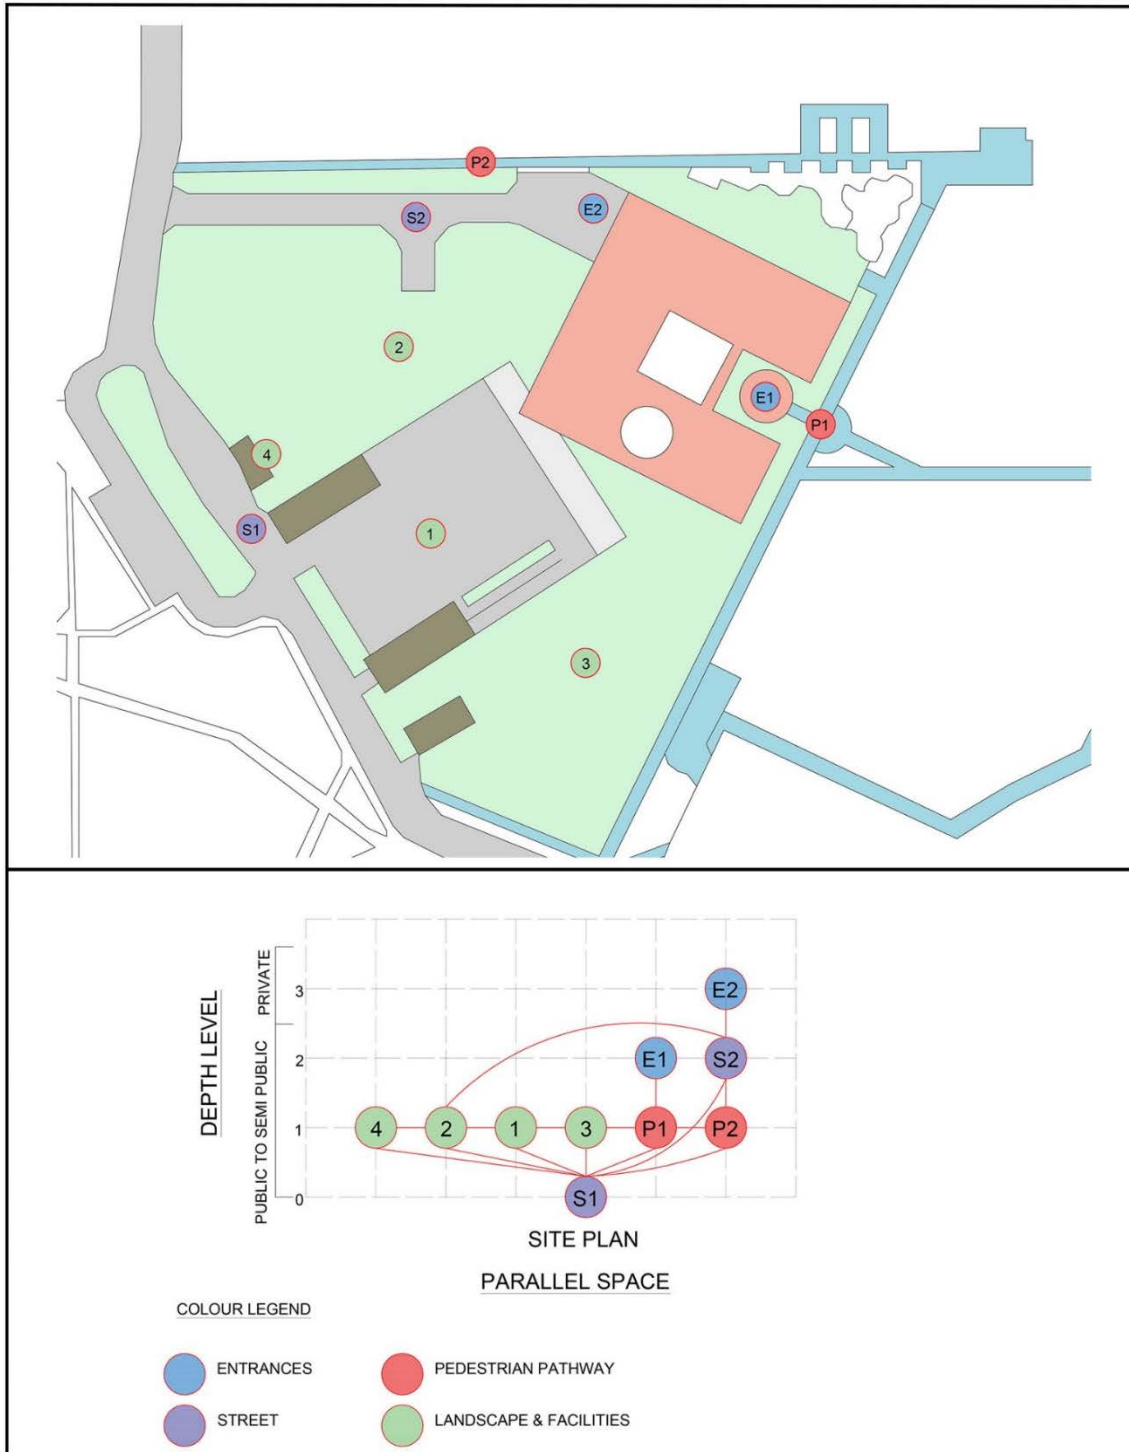 P2
S2
E2
2
E1
P1
4
S1
1
3
DEPTH LEVEL
PRIVATE
PUBLIC TO SEMI PUBLIC
3
E2
2
E1
S2
1
4
2
1
3
P1
P2
0
S1
SITE PLAN
PARALLEL SPACE
COLOUR LEGEND
ENTRANCES
PEDESTRIAN PATHWAY
STREET
LANDSCAPE & FACILITIES